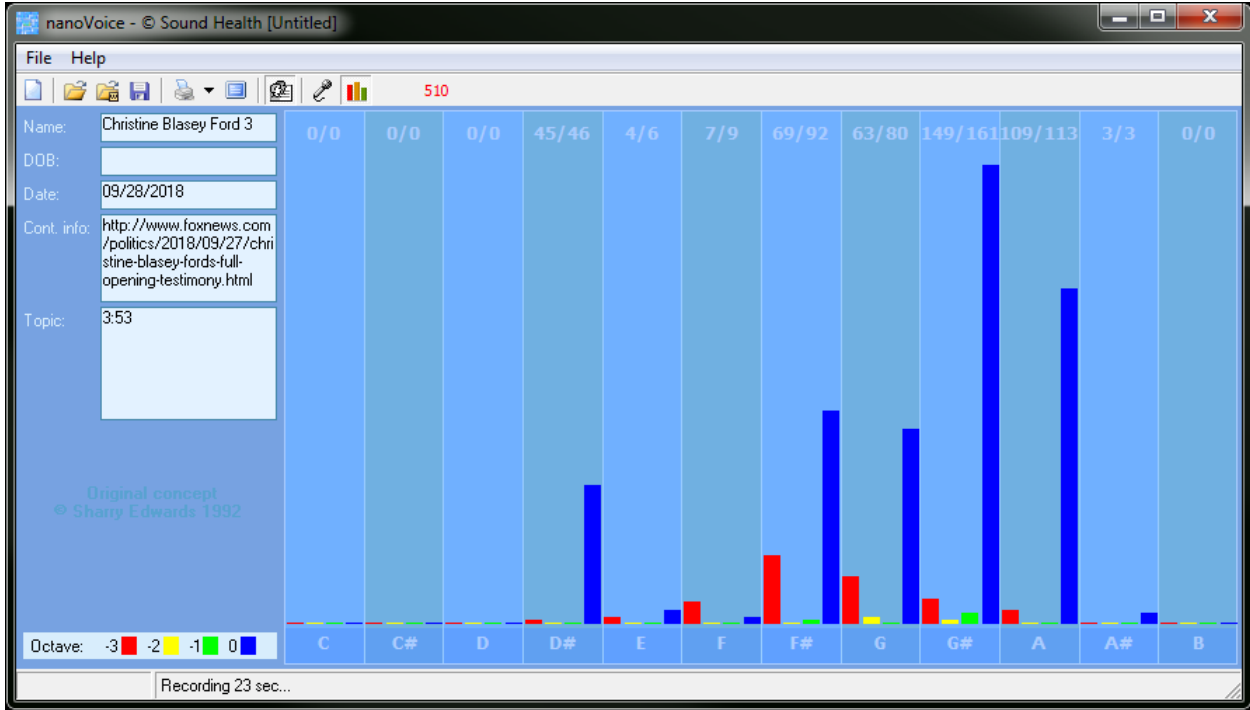 nanoVoice - © Sound Health [Untitled]
File Help
510
Name: Christine Blasey Ford 3
DOB:
Date: 09/28/2018
Cont. info: http://www.foxnews.com
/politics/2018/09/27/chri
stine-blasey-fords-full-
opening-testimony.html
Topic: 3:53
Original concept
© Sharry Edwards 1992
Octave: -3 -2 -1 0
0/0 0/0 0/0 45/46 4/6 7/9 69/92 63/80 149/161 109/113 3/3 0/0
C C# D D# E F F# G G# A A# B
Recording 23 sec...